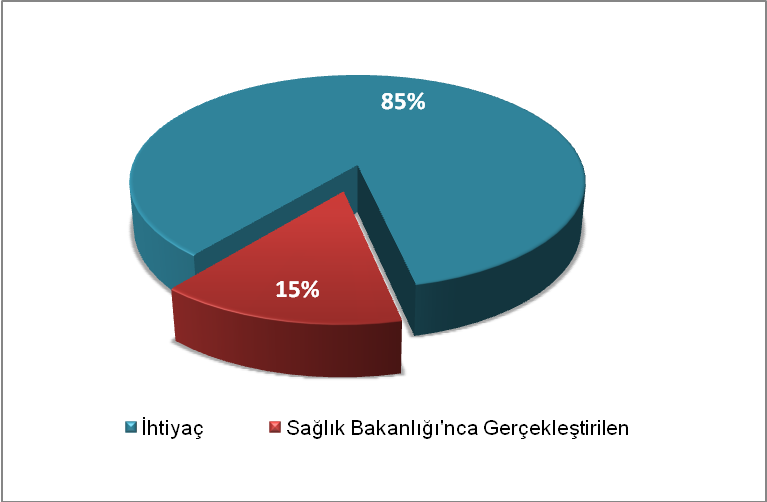 85%
15%
İhtiyaç
Sağlık Bakanlığı'nca Gerçekleştirilen